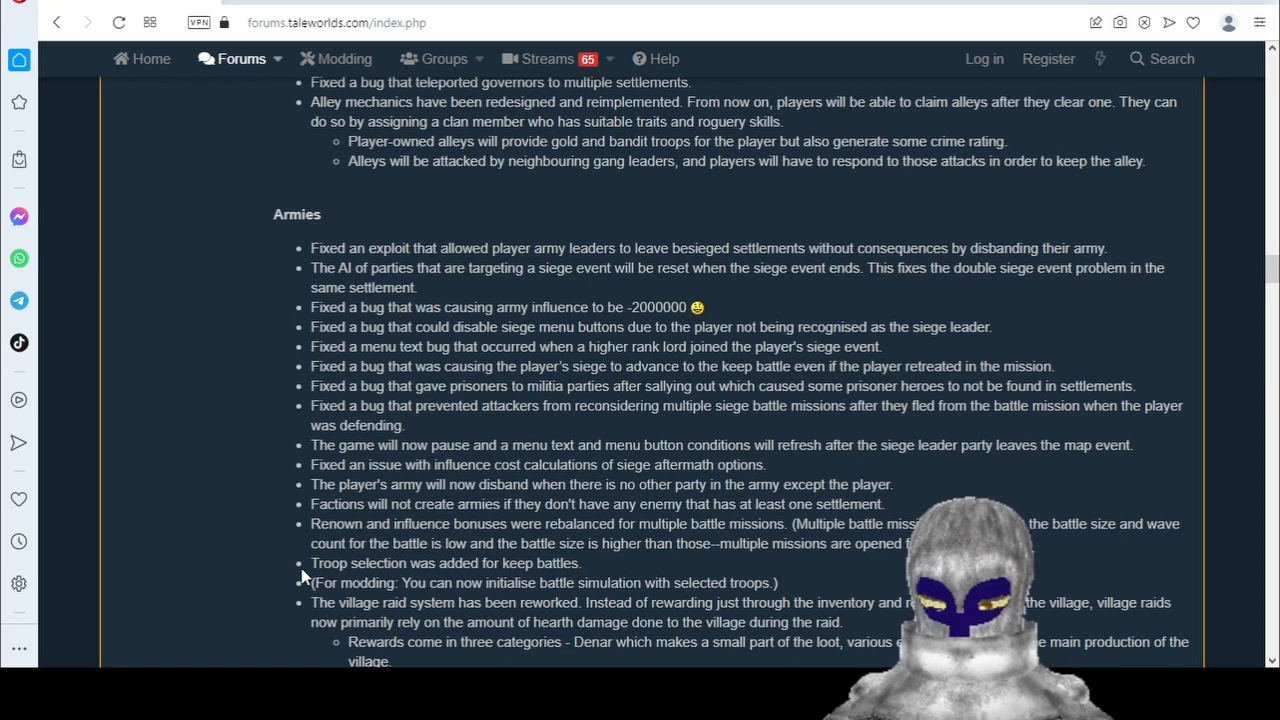 VPN forums.taleworlds.com/index.php
Home Forums Modding Groups Streams 65 Help Log in Register Search
Fixed a bug that teleported governors to multiple settlements.
Alley mechanics have been redesigned and reimplemented. From now on, players will be able to claim alleys after they clear one. They can
do so by assigning a clan member who has suitable traits and roguery skills.
Player-owned alleys will provide gold and bandit troops for the player but also generate some crime rating.
Alleys will be attacked by neighbouring gang leaders, and players will have to respond to those attacks in order to keep the alley.
Armies
Fixed an exploit that allowed player army leaders to leave besieged settlements without consequences by disbanding their army.
The AI of parties that are targeting a siege event will be reset when the siege event ends. This fixes the double siege event problem in the
same settlement.
Fixed a bug that was causing army influence to be -2000000
Fixed a bug that could disable siege menu buttons due to the player not being recognised as the siege leader.
Fixed a menu text bug that occurred when a higher rank lord joined the player's siege event.
Fixed a bug that was causing the player's siege to advance to the keep battle even if the player retreated in the mission.
Fixed a bug that gave prisoners to militia parties after sallying out which caused some prisoner heroes to not be found in settlements.
Fixed a bug that prevented attackers from reconsidering multiple siege battle missions after they fled from the battle mission when the player
was defending.
The game will now pause and a menu text and menu button conditions will refresh after the siege leader party leaves the map event.
Fixed an issue with influence cost calculations of siege aftermath options.
The player's army will now disband when there is no other party in the army except the player.
Factions will not create armies if they don't have any enemy that has at least one settlement.
Renown and influence bonuses were rebalanced for multiple battle missions. (Multiple battle the battle size and wave
count for the battle is low and the battle size is higher than those--multiple missions are opened
Troop selection was added for keep battles.
(For modding: You can now initialise battle simulation with selected troops.)
The village raid system has been reworked. Instead of rewarding just through the inventory and the village, village raids
now primarily rely on the amount of hearth damage done to the village during the raid.
Rewards come in three categories - Denar which makes a small part of the loot, various main production of the
village.